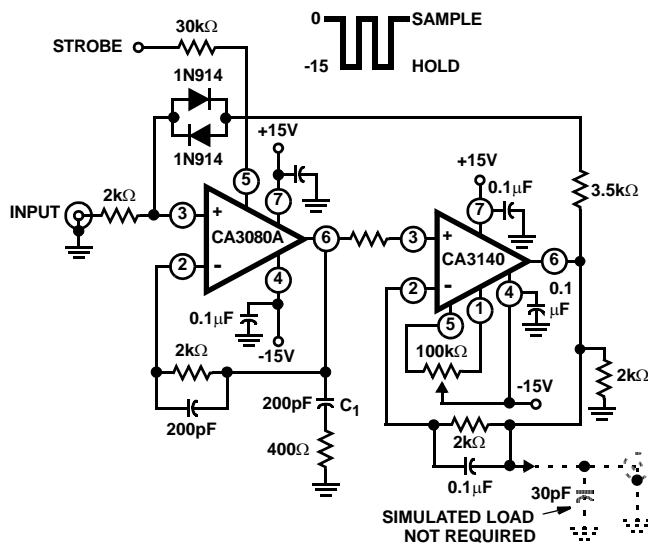 0
SAMPLE
-15
HOLD
STROBE
30kΩ
1N914
1N914
+15V
+15V
0.1µF
3.5kΩ
INPUT
2kΩ
5
7
3
+
CA3080A
6
2
-
4
7
3
+
CA3140
6
2
-
4
5
1
0.1
µF
0.1µF
-15V
100kΩ
-15V
2kΩ
2kΩ
200pF
200pF
C1
400Ω
2kΩ
0.1µF
30pF
SIMULATED LOAD
NOT REQUIRED